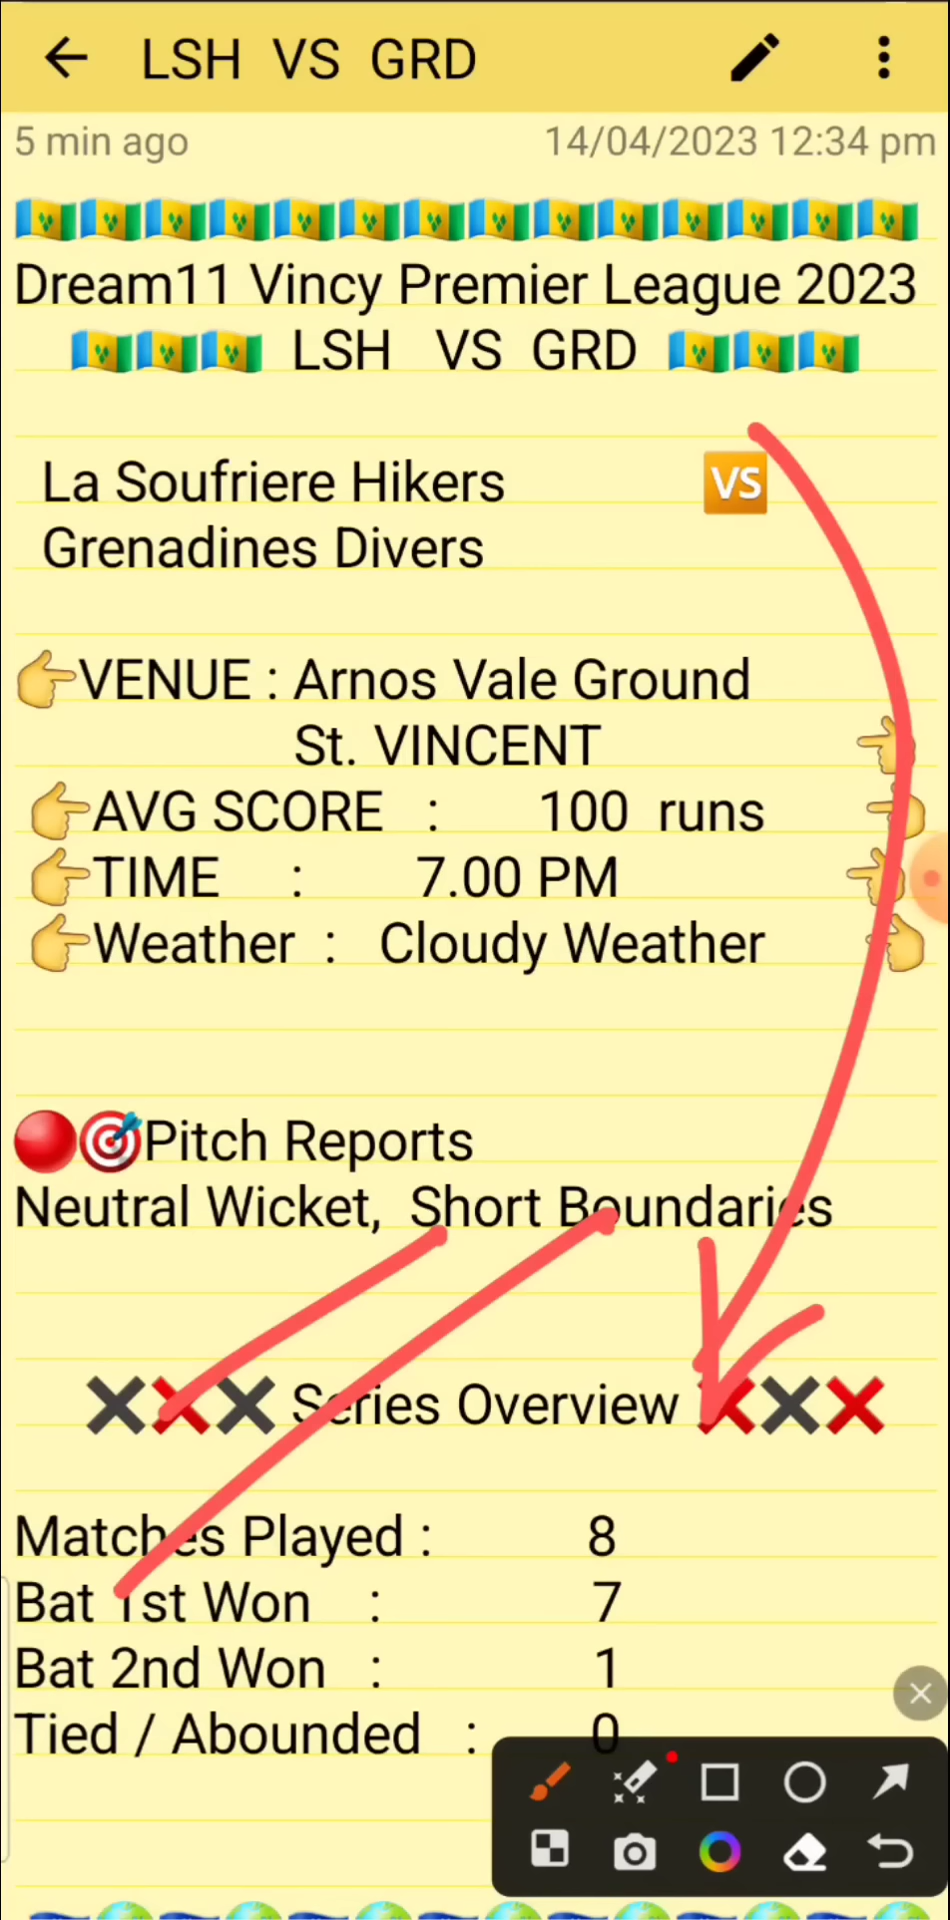 LSH VS GRD
5 min ago 14/04/2023 12:34 pm
Dream11 Vincy Premier League 2023
LSH VS GRD
La Soufriere Hikers VS
Grenadines Divers
VENUE : Arnos Vale Ground
St. VINCENT
AVG SCORE : 100 runs
TIME : 7.00 PM
Weather : Cloudy Weather
Pitch Reports
Neutral Wicket, Short Boundaries
Series Overview
Matches Played : 8
Bat 1st Won : 7
Bat 2nd Won : 1
Tied / Abounded : 0